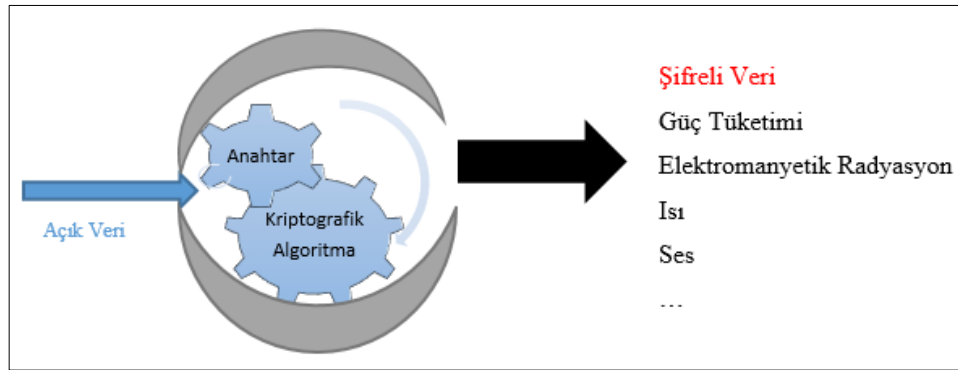 Açık Veri
Anahtar
Kriptografik
Algoritma
Şifreli Veri
Güç Tüketimi
Elektromanyetik Radyasyon
Isı
Ses
…